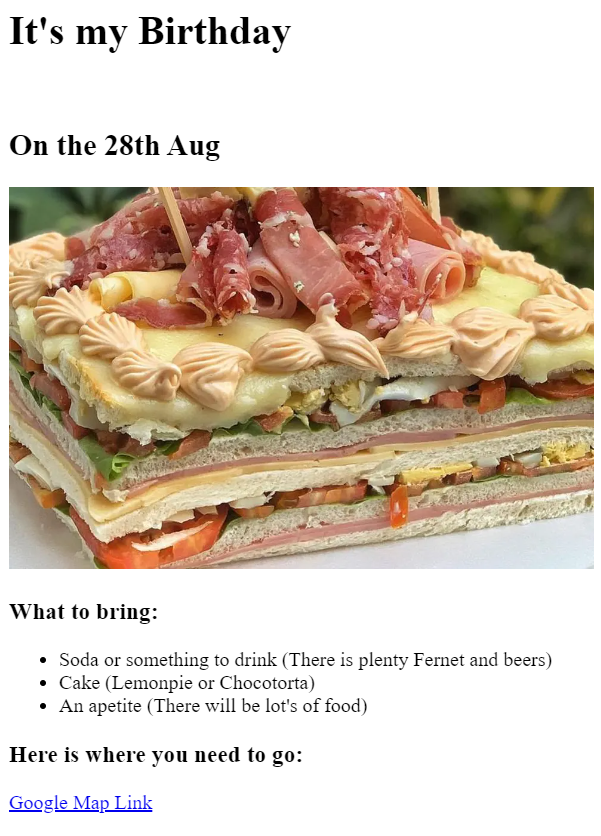 It's my Birthday
On the 28th Aug
What to bring:
Soda or something to drink (There is plenty Fernet and beers)
Cake (Lemonpie or Chocotorta)
An apetite (There will be lot's of food)
Here is where you need to go:
Google Map Link